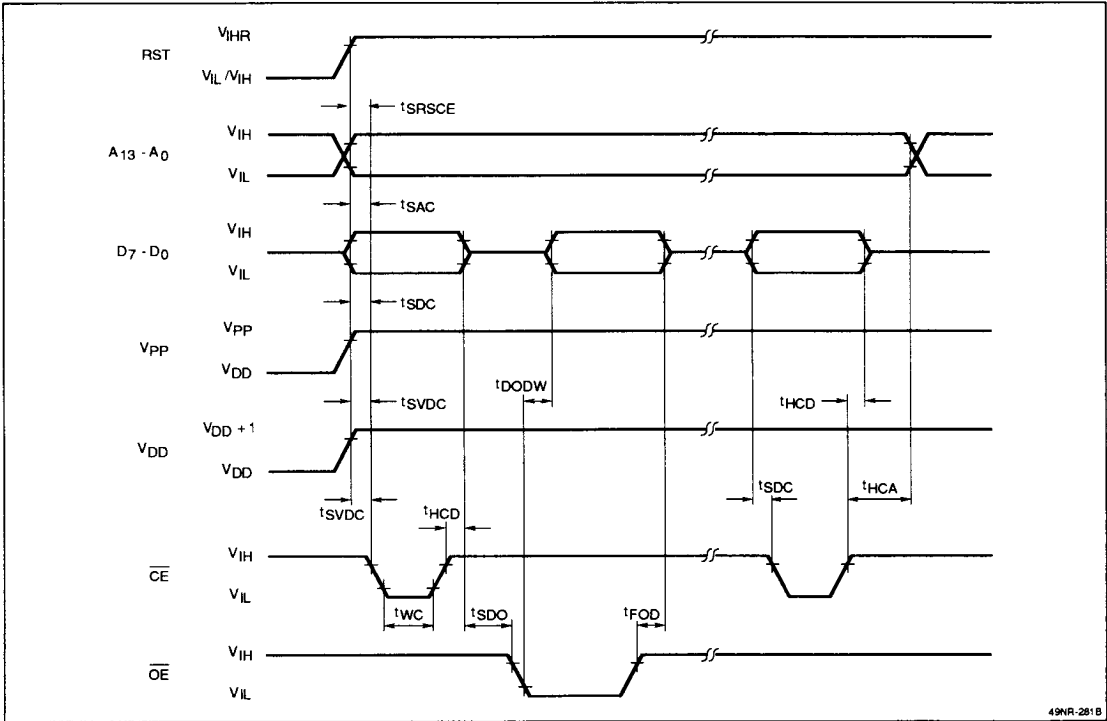 RST
VIHR
VIL /VIH
tSRSCE
A13 - A0
VIH
VIL
tSAC
D7 - D0
VIH
VIL
tSDC
VPP
VPP
VDD
tDODW
tSVDC
tHCD
VDD
VDD + 1
VDD
tSVDC
tHCD
tSDC
tHCA
CE
VIH
VIL
tWC
tSDO
tFOD
OE
VIH
VIL
49NR-281B